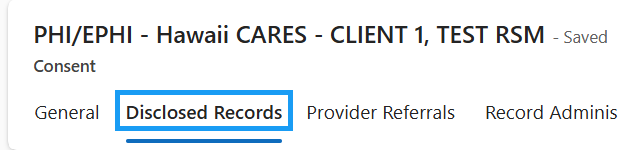 PHI/EPHI - Hawaii CARES - CLIENT 1, TEST RSM - Saved
Consent
General Disclosed Records Provider Referrals Record Adminis